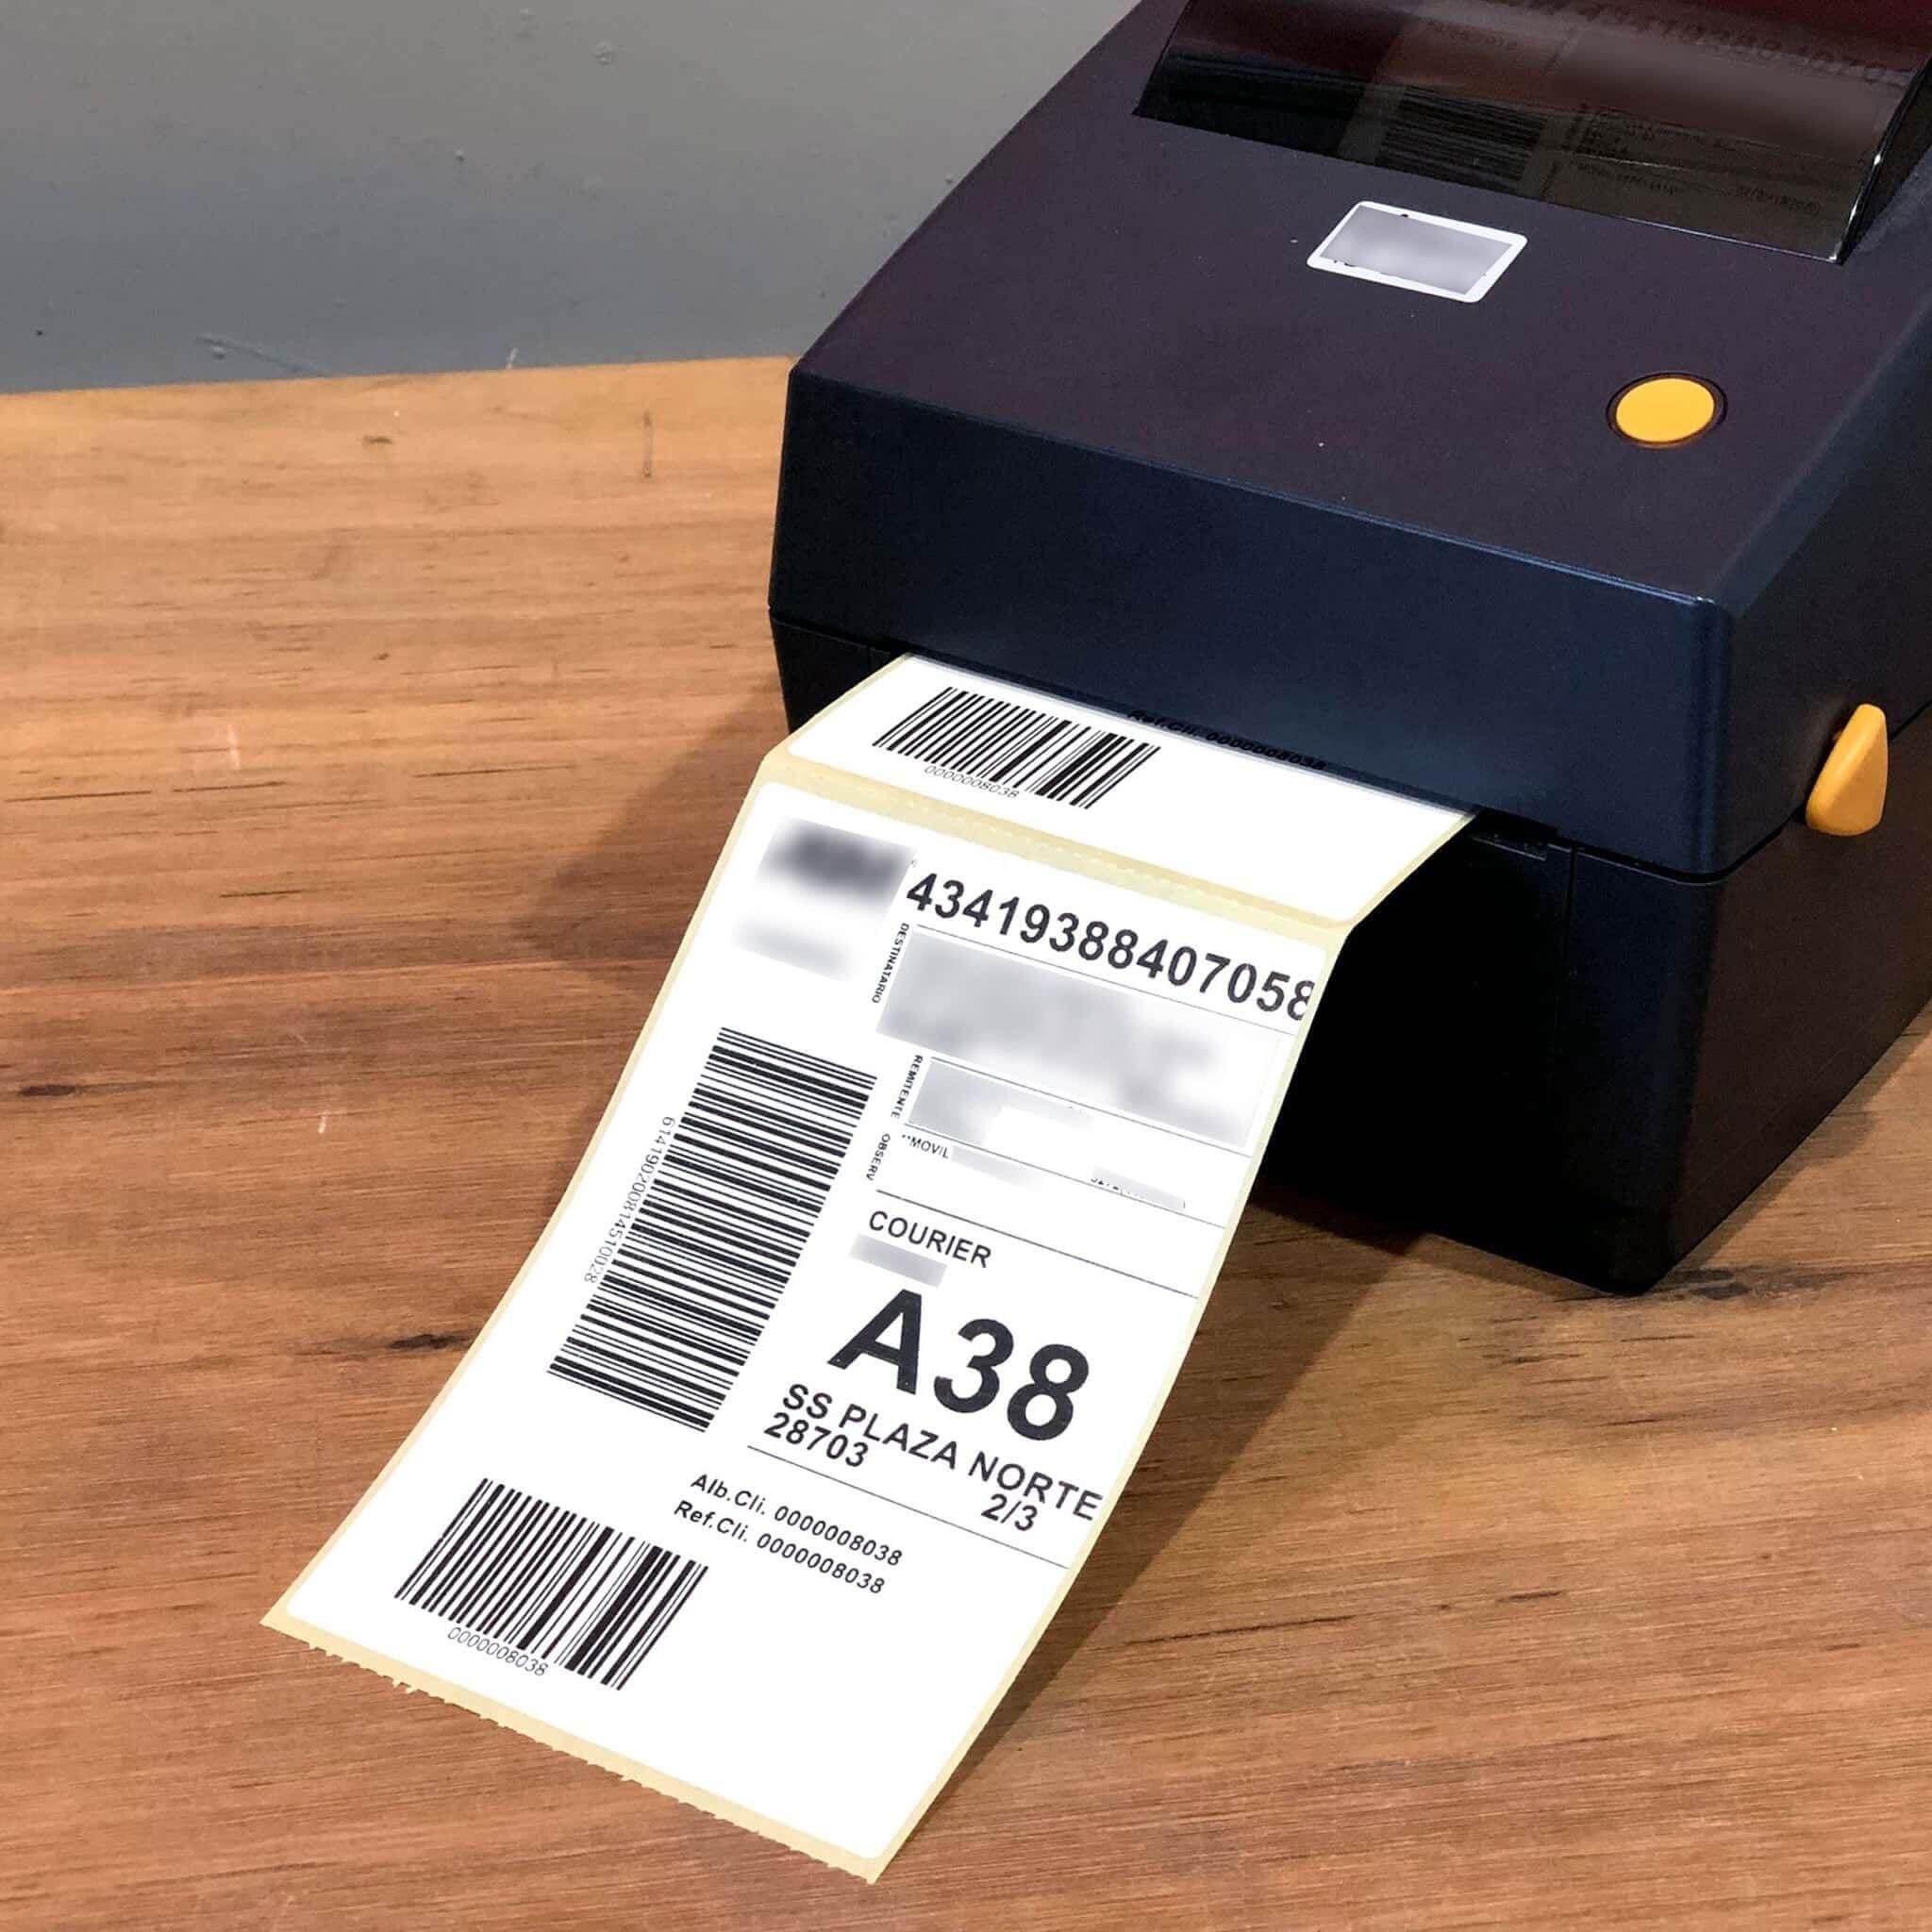 Ref.Cli. 0000008038
0000008038
43419388407058
DESTINATARIO
REMITENTE
OBSERV
**MOVIL
COURIER
A38
SS PLAZA NORTE
28703
2/3
6141190200814510028
Alb.Cli. 0000008038
Ref.Cli. 0000008038
0000008038